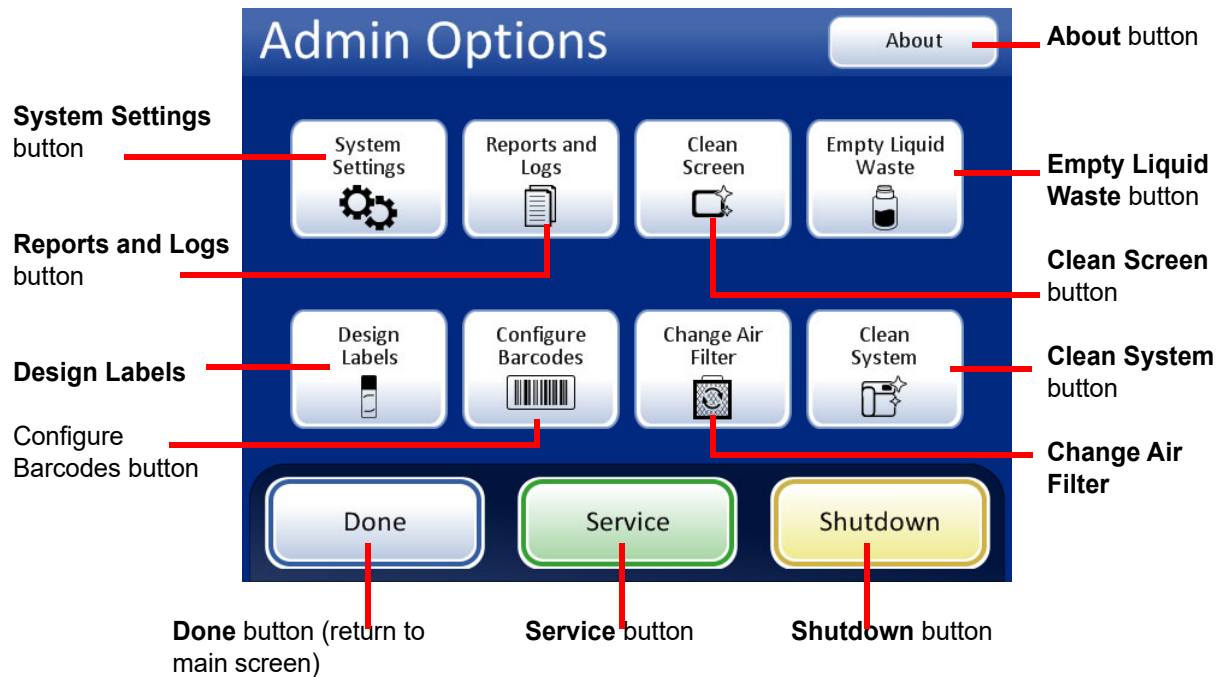 Admin Options
About
About button
System Settings
button
System
Settings
Reports and
Logs
Clean
Screen
Empty Liquid
Waste
Empty Liquid
Waste button
Reports and Logs
button
Clean Screen
button
Design
Labels
Configure
Barcodes
Change Air
Filter
Clean
System
Design Labels
Clean System
button
Configure
Barcodes button
Change Air
Filter
Done
Service
Shutdown
Done button (return to
main screen)
Service button
Shutdown button